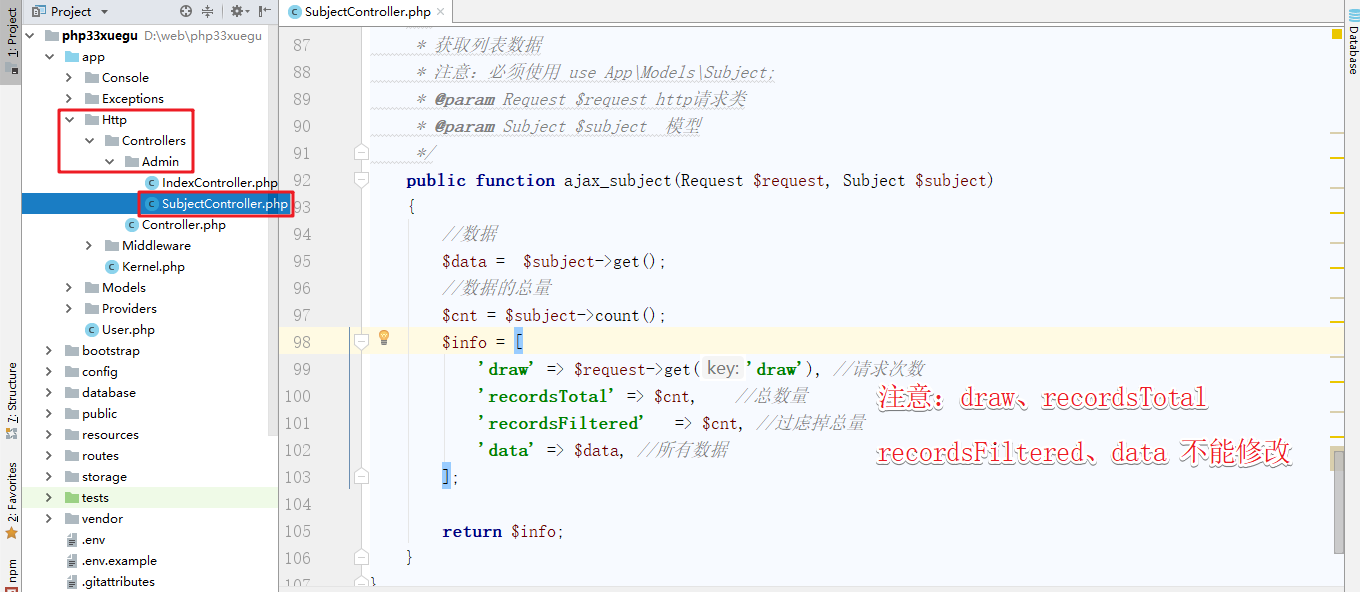 Project
SubjectController.php
1: Project
php33xuegu D:\web\php33xuegu
app
Console
Exceptions
Http
Controllers
Admin
IndexController.php
SubjectController.php
Controller.php
Middleware
Kernel.php
Models
Providers
User.php
bootstrap
config
database
public
resources
routes
storage
tests
vendor
.env
.env.example
.gitattributes
7: Structure
2: Favorites
npm
87 * 获取列表数据
88 * 注意：必须使用 use App\Models\Subject;
89 * @param Request $request http请求类
90 * @param Subject $subject 模型
91 */
92 public function ajax_subject(Request $request, Subject $subject)
93 {
94 //数据
95 $data = $subject->get();
96 //数据的总量
97 $cnt = $subject->count();
98 $info = [
99 'draw' => $request->get( key: 'draw'), //请求次数
100 'recordsTotal' => $cnt, //总数量
101 'recordsFiltered' => $cnt, //过虑掉总量
102 'data' => $data, //所有数据
103 ];
104
105 return $info;
106 }
107 }
注意：draw、recordsTotal
recordsFiltered、data 不能修改
Database